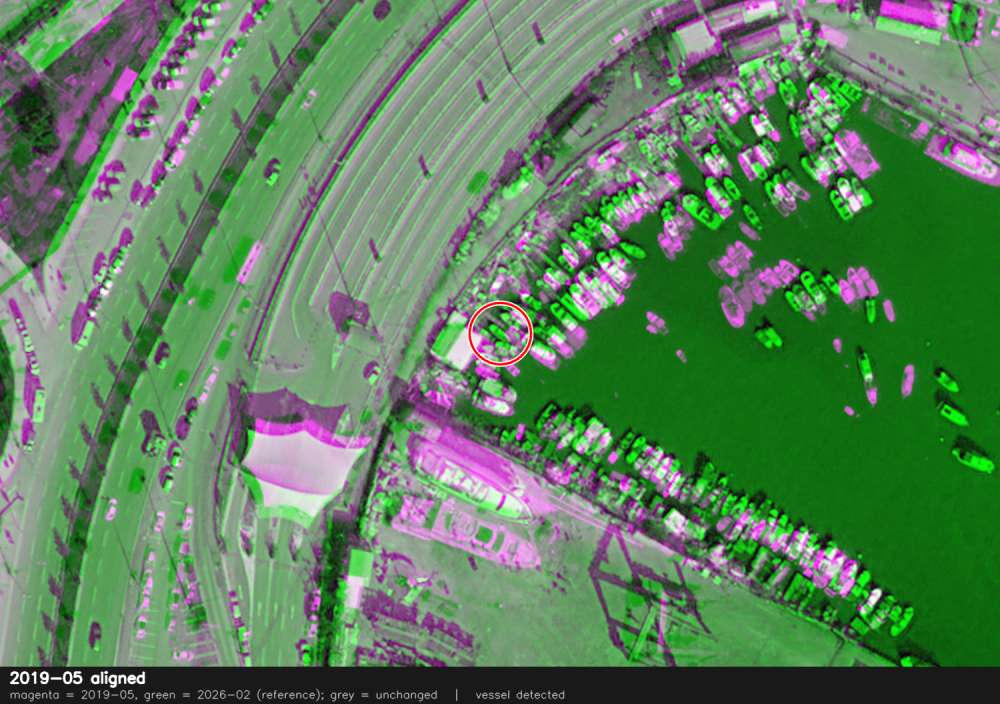 2019-05 aligned
magenta = 2019-05, green = 2026-02 (reference); grey = unchanged | vessel detected